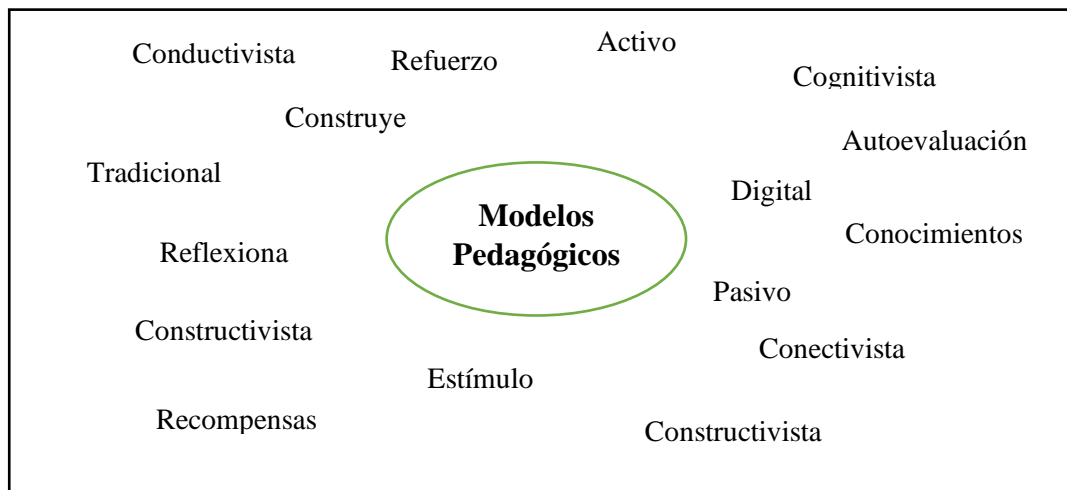 Activo
Conductivista
Refuerzo
Cognitivista
Construye
Autoevaluación
Tradicional
Digital
Modelos
Pedagógicos
Conocimientos
Reflexiona
Pasivo
Constructivista
Conectivista
Estímulo
Recompensas
Constructivista